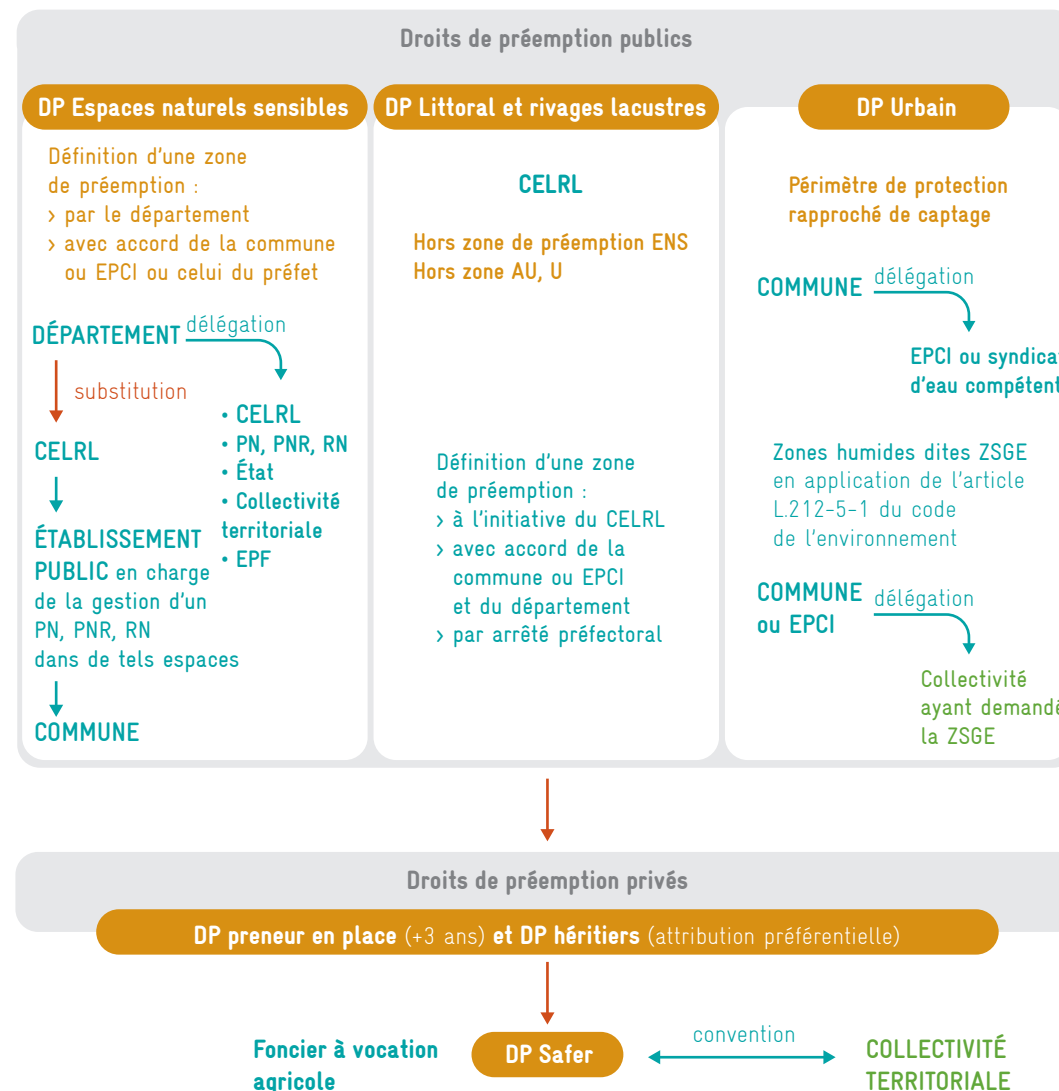 Droits de préemption publics
DP Espaces naturels sensibles
Définition d'une zone
de préemption :
> par le département
> avec accord de la commune
ou EPCI ou celui du préfet
DÉPARTEMENT
délégation
substitution
• CELRL
• PN, PNR, RN
• État
• Collectivité
territoriale
• EPF
CELRL
ÉTABLISSEMENT
PUBLIC en charge
de la gestion d'un
PN, PNR, RN
dans de tels espaces
COMMUNE
DP Littoral et rivages lacustres
CELRL
Hors zone de préemption ENS
Hors zone AU, U
Définition d'une zone
de préemption :
> à l'initiative du CELRL
> avec accord de la
commune ou EPCI
et du département
> par arrêté préfectoral
DP Urbain
Périmètre de protection
rapproché de captage
COMMUNE
délégation
EPCI ou syndicat
d'eau compétent
Zones humides dites ZSGE
en application de l'article
L.212-5-1 du code
de l'environnement
COMMUNE
ou EPCI
délégation
Collectivité
ayant demandé
la ZSGE
Droits de préemption privés
DP preneur en place (+3 ans) et DP héritiers (attribution préférentielle)
Foncier à vocation
agricole
DP Safer
convention
COLLECTIVITÉ
TERRITORIALE